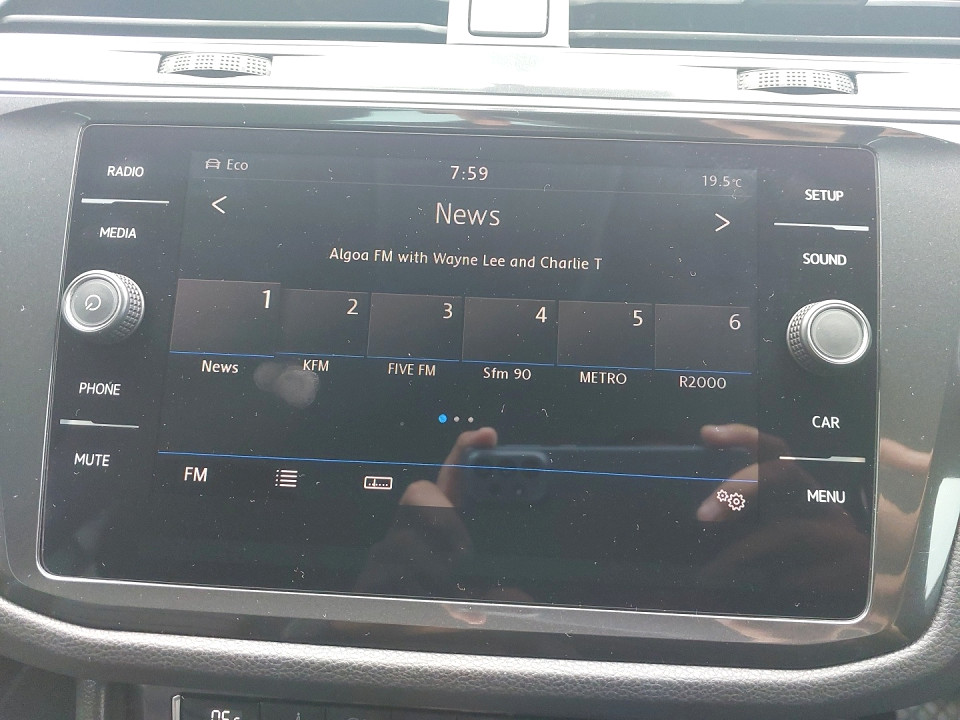 RADIO
MEDIA
PHONE
MUTE
Eco
7:59
19.5°C
<
News
>
Algoa FM with Wayne Lee and Charlie T
1 2 3 4 5 6
News KFM FIVE FM Sfm 90 METRO R2000
FM
SETUP
SOUND
CAR
MENU